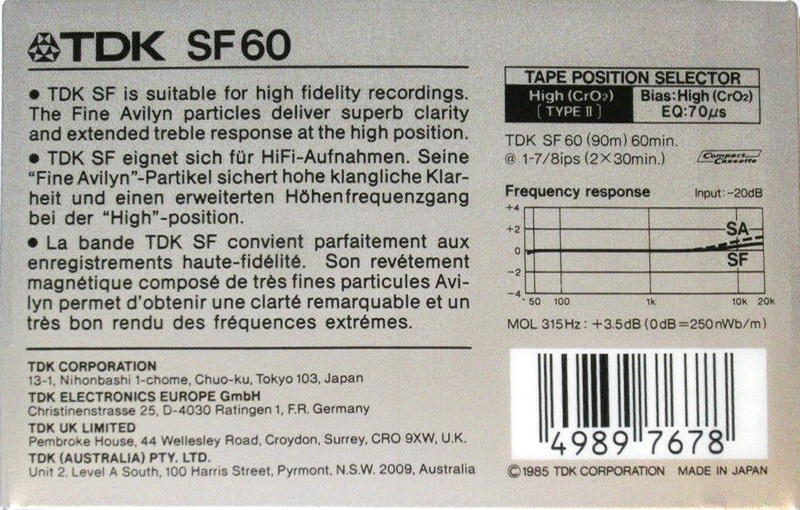 TDK SF60
● TDK SF is suitable for high fidelity recordings.
The Fine Avilyn particles deliver superb clarity
and extended treble response at the high position.
● TDK SF eignet sich für HiFi-Aufnahmen. Seine
"Fine Avilyn"-Partikel sichert hohe klangliche Klar-
heit und einen erweiterten Höhenfrequenzgang
bei der "High"-position.
● La bande TDK SF convient parfaitement aux
enregistrements haute-fidélité. Son revétement
magnétique composé de très fines particules Avi-
lyn permet d'obtenir une clarté remarquable et un
très bon rendu des fréquences extrémes.
TDK CORPORATION
13-1, Nihonbashi 1-chome, Chuo-ku, Tokyo 103, Japan
TDK ELECTRONICS EUROPE GmbH
Christinenstrasse 25, D-4030 Ratingen 1, F.R. Germany
TDK UK LIMITED
Pembroke House, 44 Wellesley Road, Croydon, Surrey, CRO 9XW, U.K.
TDK (AUSTRALIA) PTY. LTD.
Unit 2, Level A South, 100 Harris Street, Pyrmont, N.S.W. 2009, Australia
TAPE POSITION SELECTOR
High (CrO₂) Bias:High (CrO₂)
[TYPE II] EQ:70μs
TDK SF60 (90m) 60min.
@ 1-7/8ips (2×30min.)
Compact Cassette
Frequency response Input:-20dB
+4
+2 SA
0
-2 SF
-4
50 100 1k 10k 20k
MOL 315Hz: +3.5dB (0dB=250nWb/m)
4989 7678
©1985 TDK CORPORATION MADE IN JAPAN